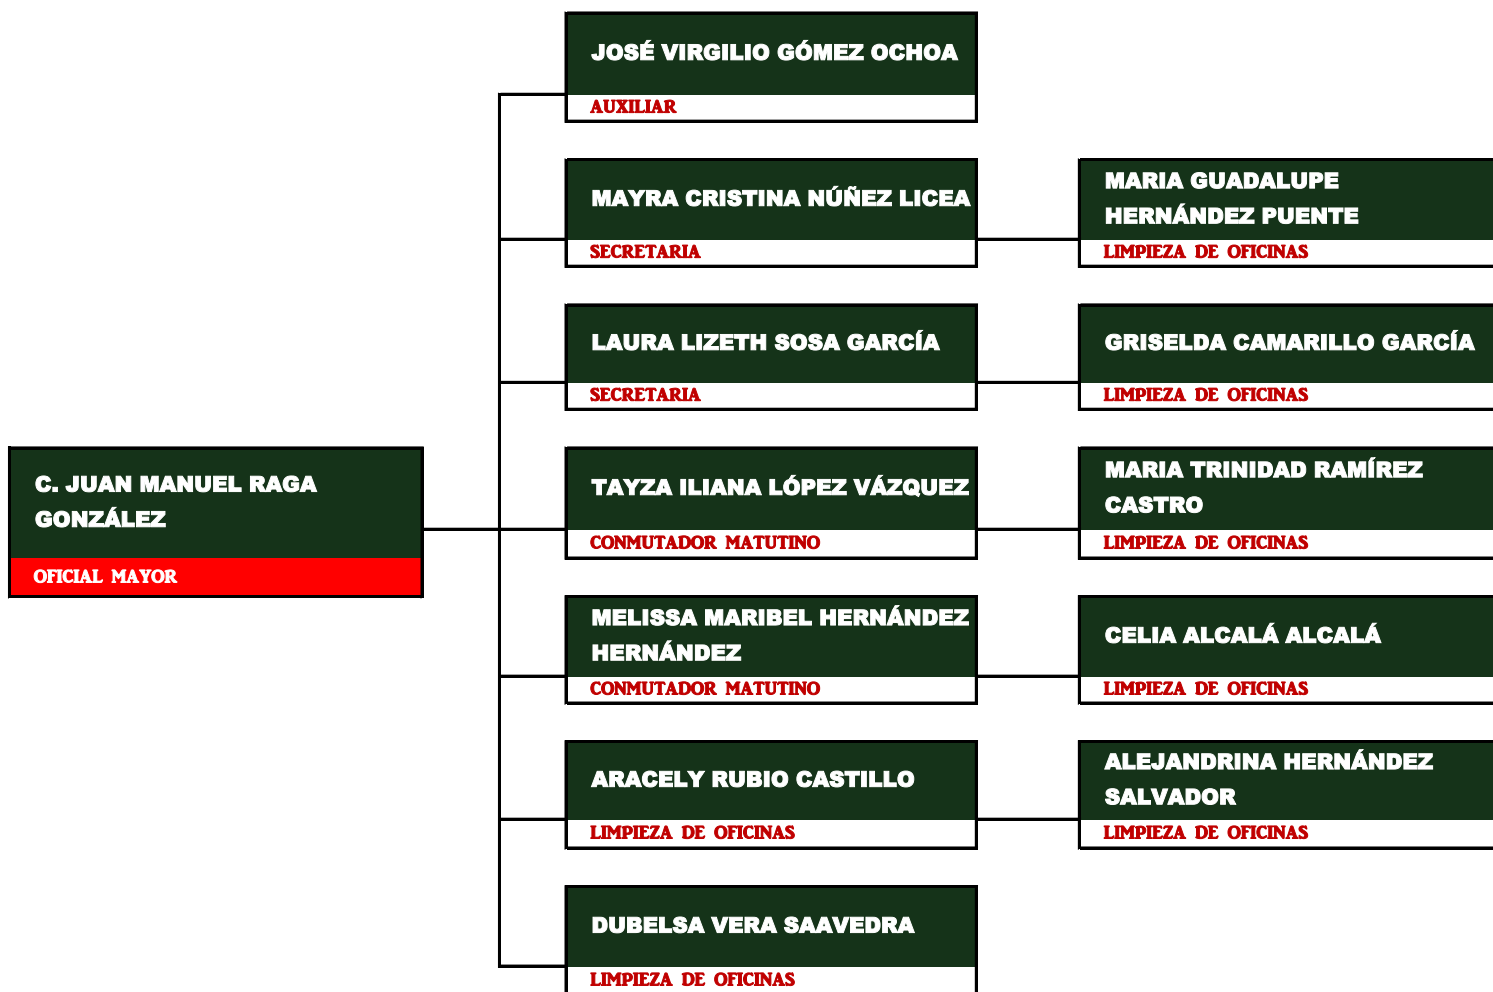 JOSÉ VIRGILIO GÓMEZ OCHOA
AUXILIAR
MAYRA CRISTINA NÚÑEZ LICEA
SECRETARIA
MARIA GUADALUPE
HERNÁNDEZ PUENTE
LIMPIEZA DE OFICINAS
LAURA LIZETH SOSA GARCÍA
SECRETARIA
GRISELDA CAMARILLO GARCÍA
LIMPIEZA DE OFICINAS
C. JUAN MANUEL RAGA
GONZÁLEZ
OFICIAL MAYOR
TAYZA ILIANA LÓPEZ VÁZQUEZ
CONMUTADOR MATUTINO
MARIA TRINIDAD RAMÍREZ
CASTRO
LIMPIEZA DE OFICINAS
MELISSA MARIBEL HERNÁNDEZ
HERNÁNDEZ
CONMUTADOR MATUTINO
CELIA ALCALÁ ALCALÁ
LIMPIEZA DE OFICINAS
ARACELY RUBIO CASTILLO
LIMPIEZA DE OFICINAS
ALEJANDRINA HERNÁNDEZ
SALVADOR
LIMPIEZA DE OFICINAS
DUBELSA VERA SAAVEDRA
LIMPIEZA DE OFICINAS